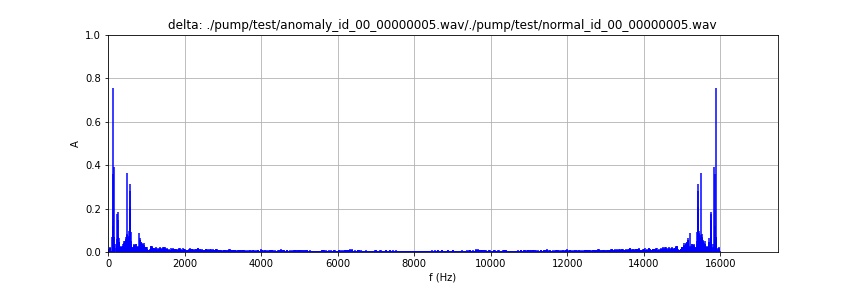 delta: ./pump/test/anomaly_id_00_00000005.wav/./pump/test/normal_id_00_00000005.wav
1.0
0.8
0.6
0.4
0.2
0.0
A
0 2000 4000 6000 8000 10000 12000 14000 16000
f (Hz)